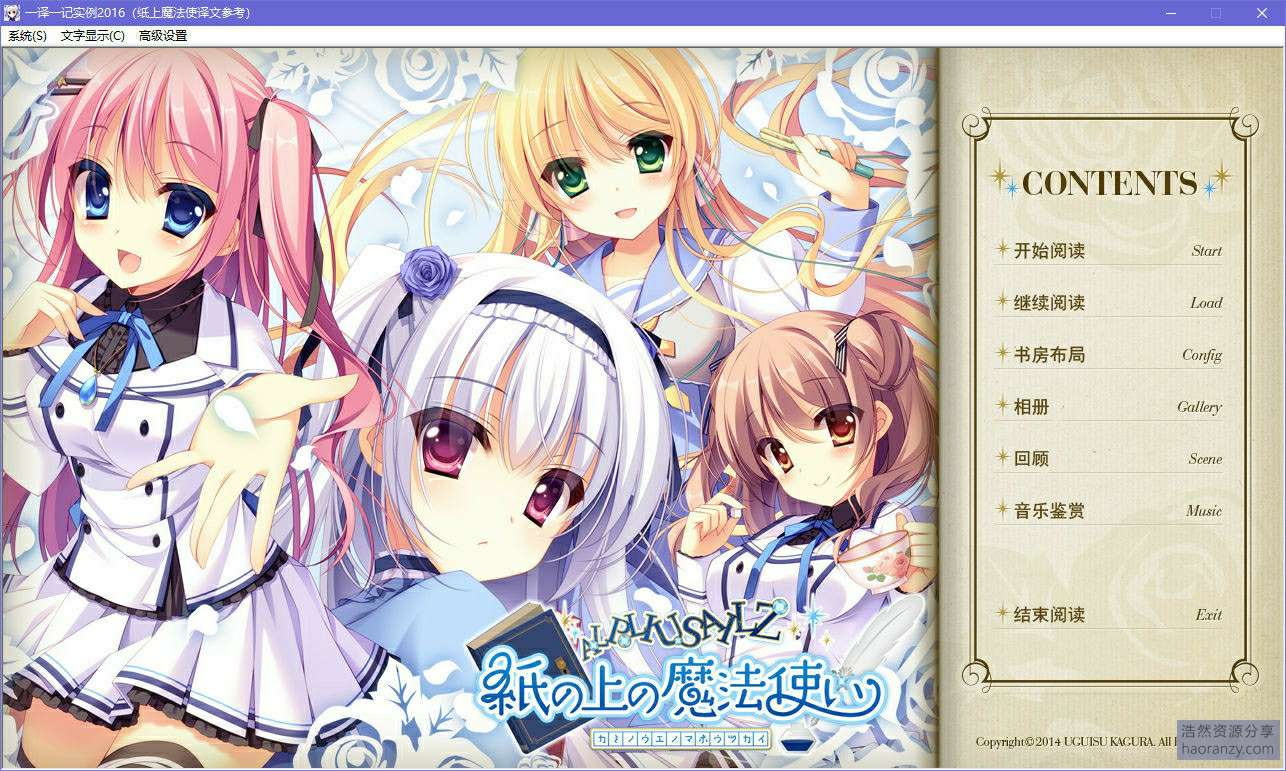 一译一记实例2016（纸上魔法使译文参考）
系统(S) 文字显示(C) 高级设置
CONTENTS
开始阅读 Start
继续阅读 Load
书房布局 Config
相册 Gallery
回顾 Scene
音乐鉴赏 Music
结束阅读 Exit
紙の上の魔法使い
カミノウエノマホウツカイ
KAGURA, All
浩然资源分享
haoranzy.com